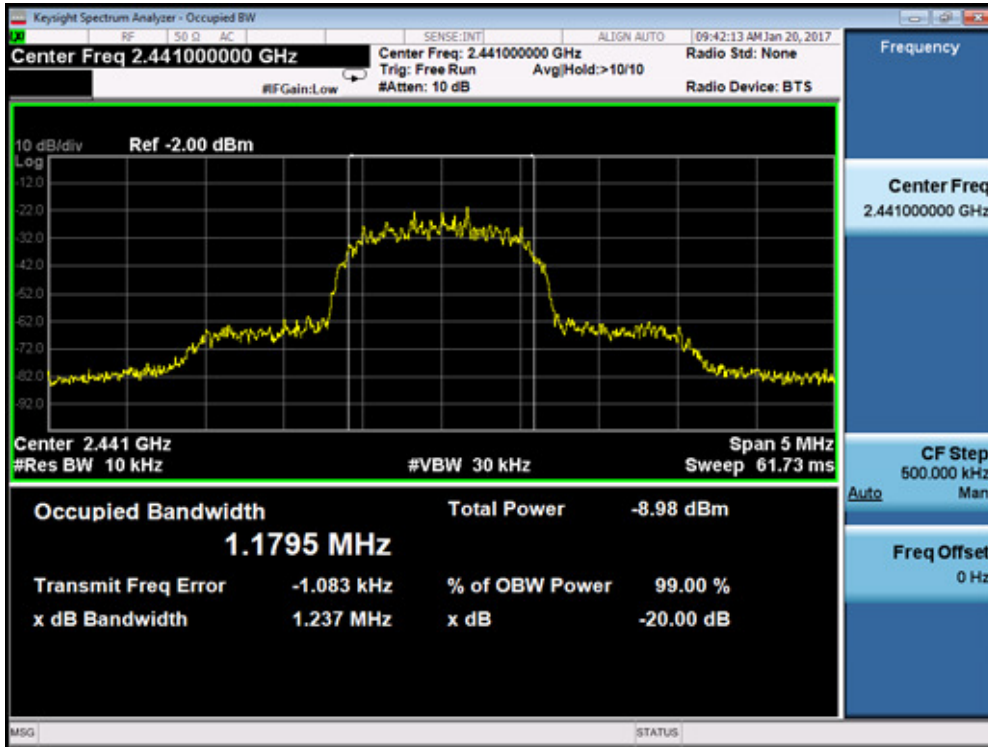 Keysight Spectrum Analyzer - Occupied BW
RF 50 Ω AC SENSE:INT ALIGN AUTO 09:42:13 AM Jan 20, 2017
Center Freq 2.441000000 GHz
Center Freq: 2.441000000 GHz
Radio Std: None
Trig: Free Run Avg|Hold:>10/10
#IFGain:Low
#Atten: 10 dB
Radio Device: BTS
10 dB/div Ref -2.00 dBm
Log
-12.0
-22.0
-32.0
-42.0
-52.0
-62.0
-72.0
-82.0
-92.0
Center 2.441 GHz
Span 5 MHz
#Res BW 10 kHz
#VBW 30 kHz
Sweep 61.73 ms
Occupied Bandwidth
Total Power -8.98 dBm
1.1795 MHz
Transmit Freq Error -1.083 kHz
% of OBW Power 99.00 %
x dB Bandwidth 1.237 MHz
x dB -20.00 dB
Frequency
Center Freq
2.441000000 GHz
CF Step
500.000 kHz
Auto Man
Freq Offset
0 Hz
MSG
STATUS